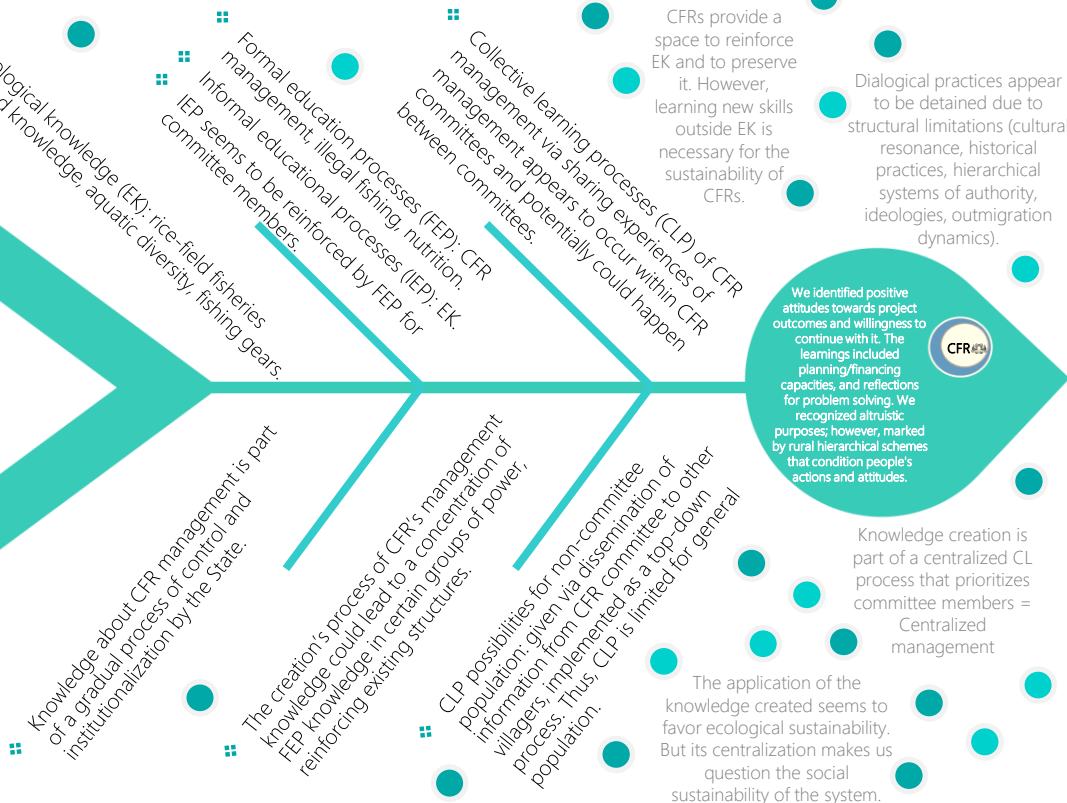 ological knowledge (EK): rice-field fisheries
d knowledge, aquatic diversity, fishing gears.
Formal education processes (FEP): CFR
management, illegal fishing, nutrition.
Informal educational processes (IEP): EK.
IEP seems to be reinforced by FEP for
committee members.
Collective learning processes (CLP) of CFR
management via sharing experiences of
management appears to occur within CFR
committees and potentially could happen
between committees.
CFRs provide a
space to reinforce
EK and to preserve
it. However,
learning new skills
outside EK is
necessary for the
sustainability of
CFRs.
Dialogical practices appear
to be detained due to
structural limitations (cultural
resonance, historical
practices, hierarchical
systems of authority,
ideologies, outmigration
dynamics).
We identified positive
attitudes towards project
outcomes and willingness to
continue with it. The
learnings included
planning/financing
capacities, and reflections
for problem solving. We
recognized altruistic
purposes; however, marked
by rural hierarchical schemes
that condition people's
actions and attitudes.
CFR
Knowledge about CFR management is part
of a gradual process of control and
institutionalization by the State.
The creation's process of CFR's management
knowledge could lead to a concentration of
FEP knowledge in certain groups of power,
reinforcing existing structures.
CLP possibilities for non-committee
population: given via dissemination of
information from CFR committee to other
villagers, implemented as a top-down
process. Thus, CLP is limited for general
population.
Knowledge creation is
part of a centralized CL
process that prioritizes
committee members =
Centralized
management
The application of the
knowledge created seems to
favor ecological sustainability.
But its centralization makes us
question the social
sustainability of the system.